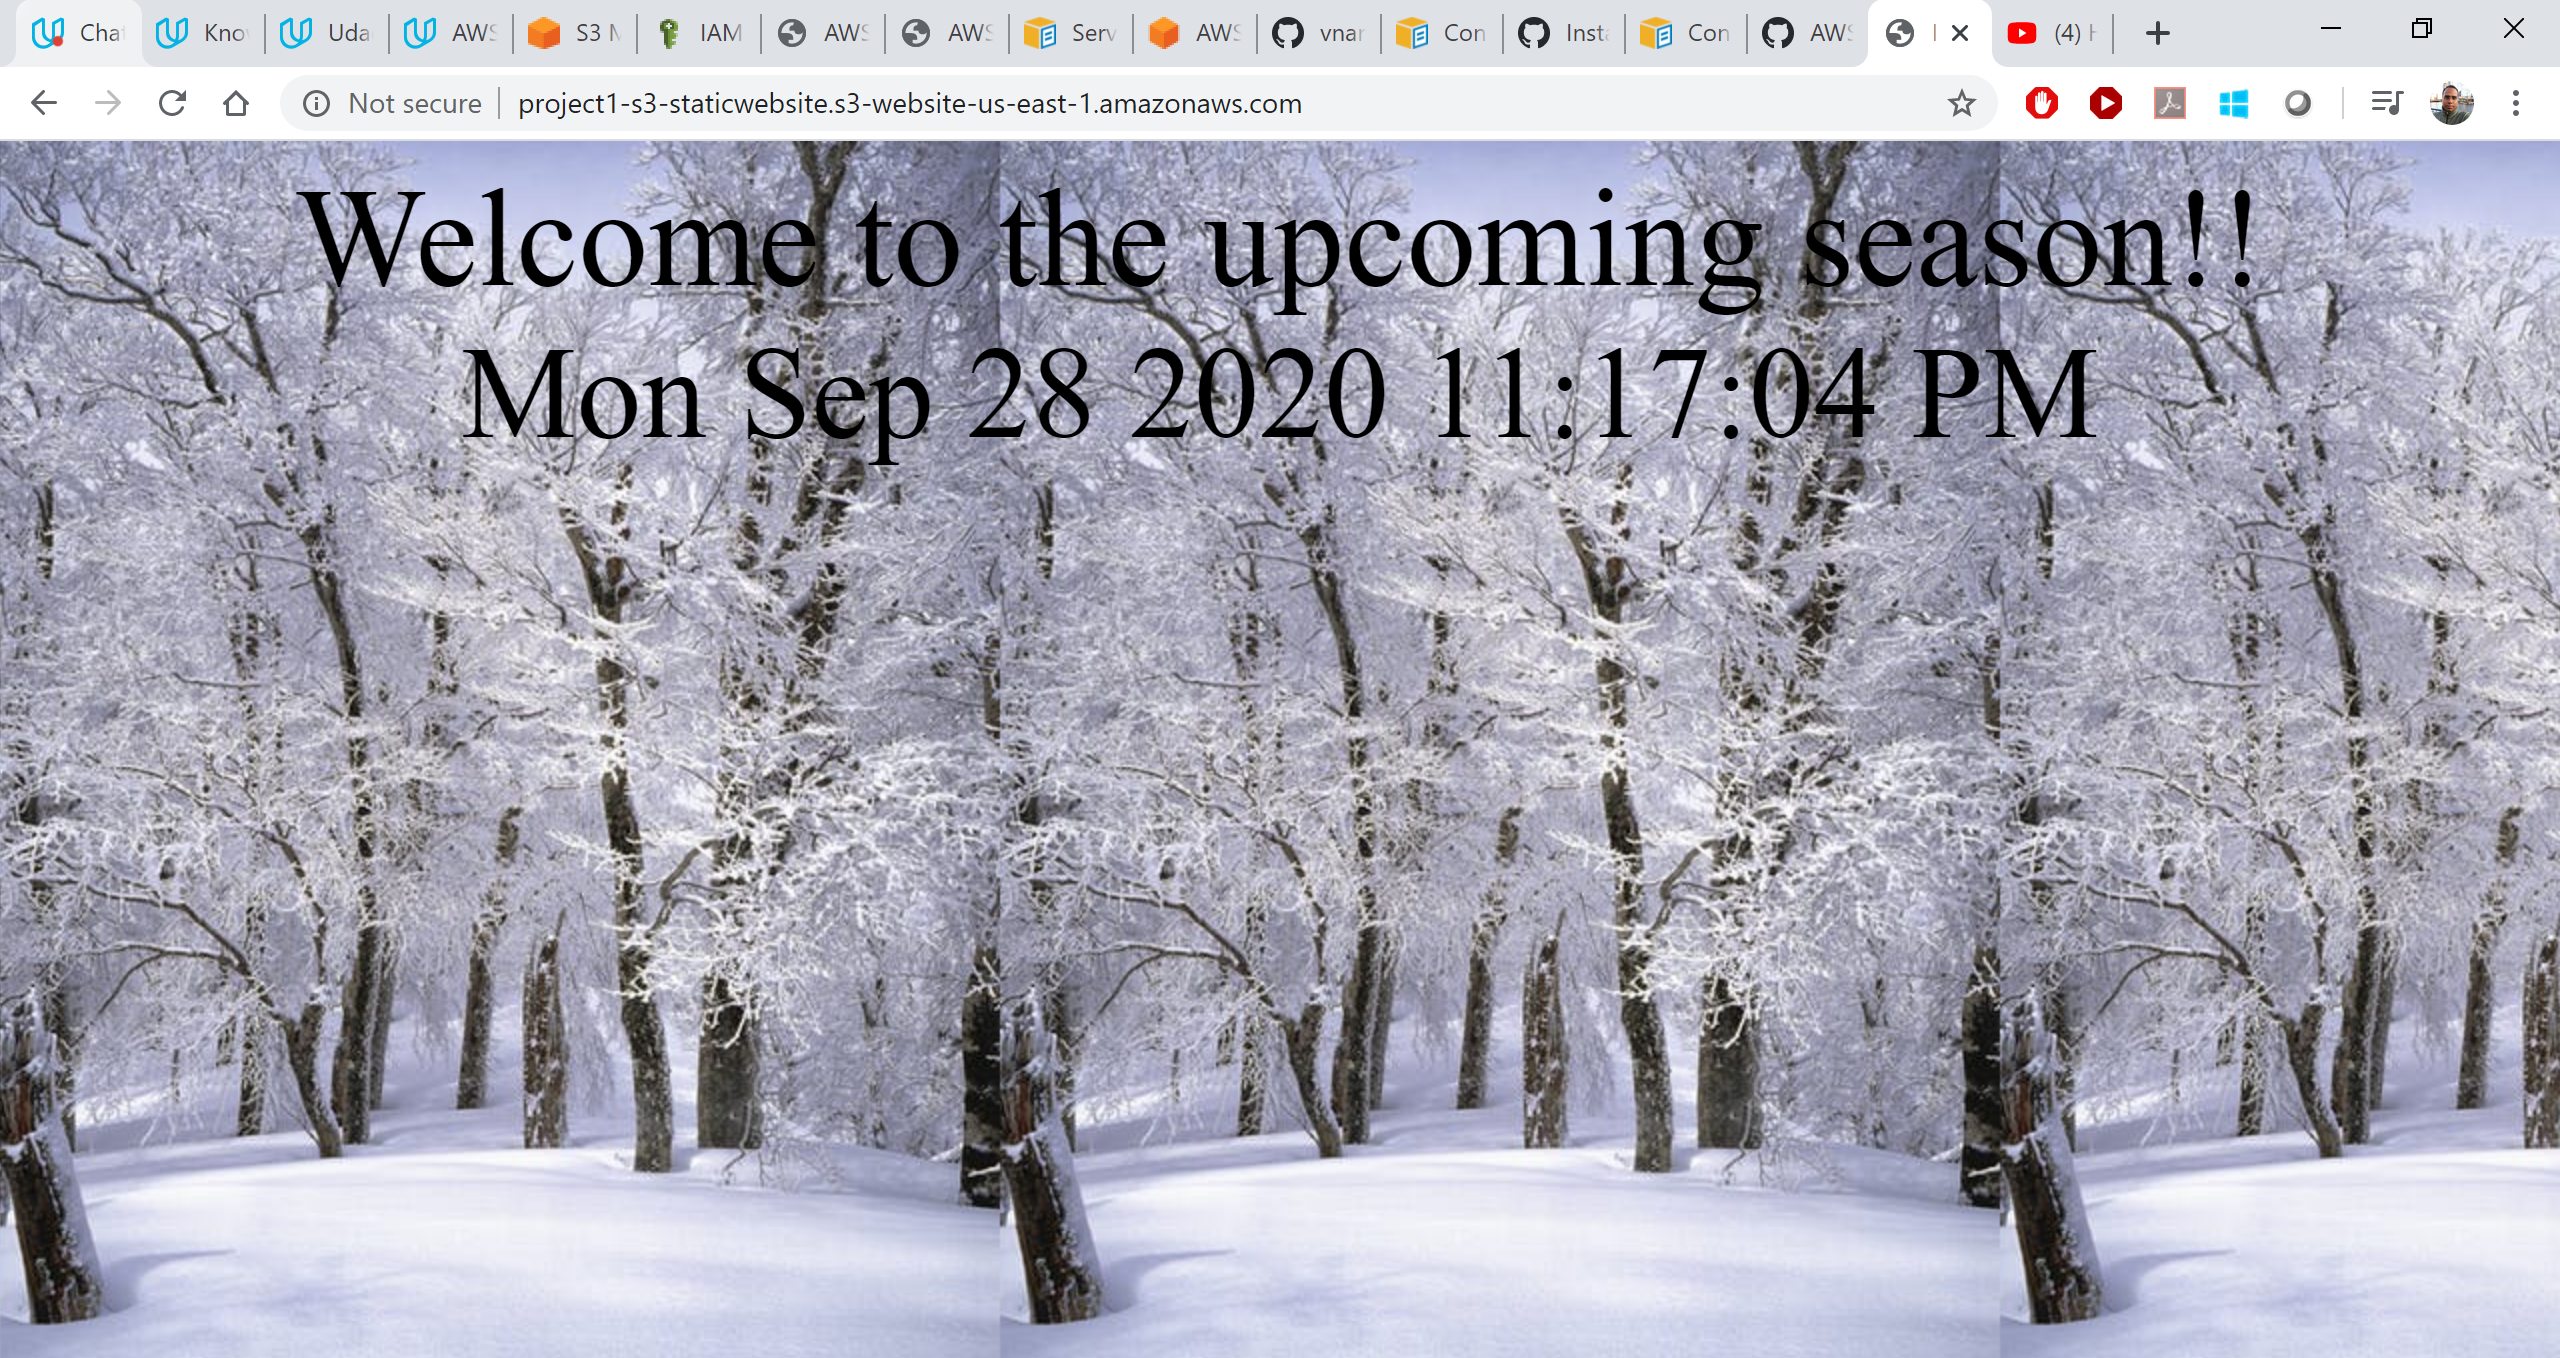 Cha
Kno
Uda
AWS
S3 M
IAM
AWS
AWS
Serv
AWS
vnar
Con
Insta
Con
AWS
(4)
Not secure
project1-s3-staticwebsite.s3-website-us-east-1.amazonaws.com
Welcome to the upcoming season!!
Mon Sep 28 2020 11:17:04 PM